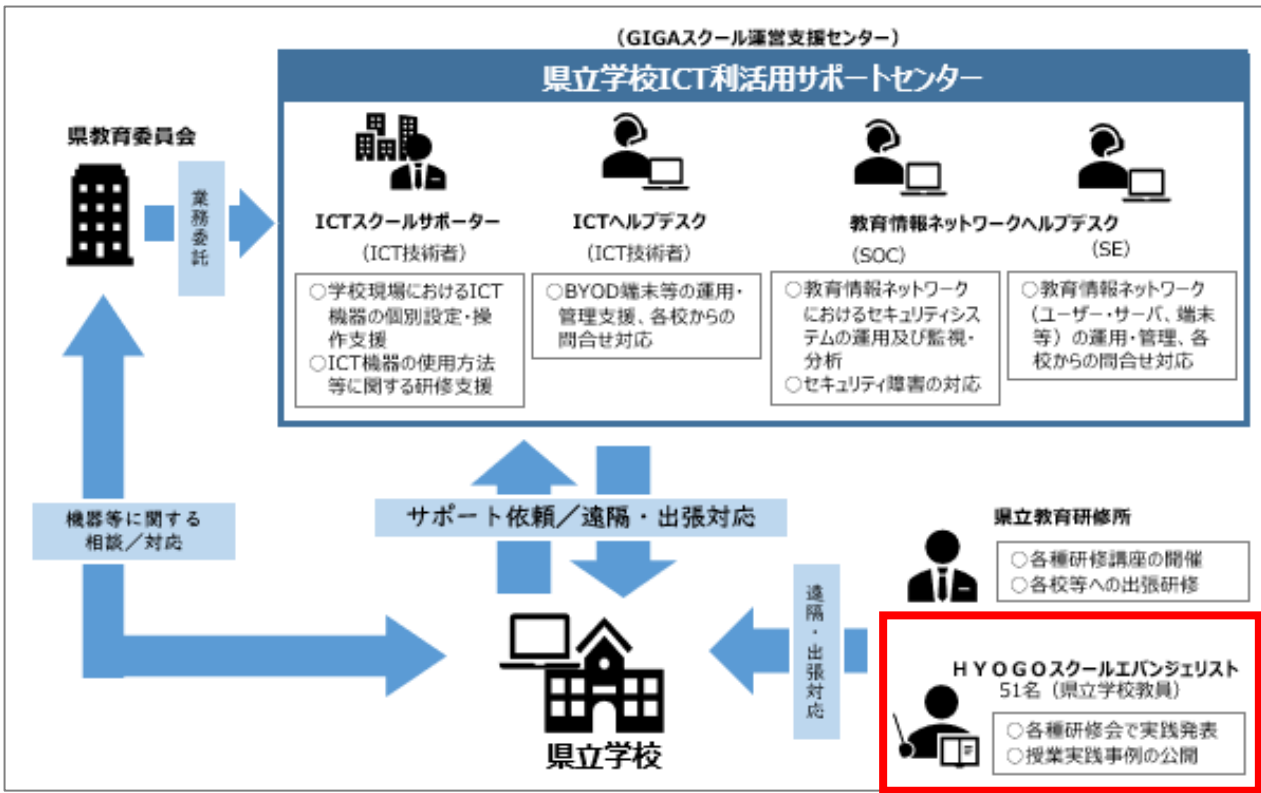 (GIGAスクール運営支援センター)
県立学校ICT利活用サポートセンター
県教育委員会
業務委託
ICTスクールサポーター
(ICT技術者)
○学校現場におけるICT
機器の個別設定・操
作支援
○ICT機器の使用方法
等に関する研修支援
ICTヘルプデスク
(ICT技術者)
○BYOD端末等の運用・
管理支援、各校からの
問合せ対応
教育情報ネットワークヘルプデスク
(SOC)
○教育情報ネットワーク
におけるセキュリティシス
テムの運用及び監視・
分析
○セキュリティ障害の対応
(SE)
○教育情報ネットワーク
(ユーザー・サーバ、端末
等)の運用・管理、各
校からの問合せ対応
機器等に関する
相談/対応
サポート依頼/遠隔・出張対応
県立学校
遠隔・出張対応
県立教育研修所
○各種研修講座の開催
○各校等への出張研修
HYOGOスクールエバンジェリスト
51名(県立学校教員)
○各種研修会で実践発表
○授業実践事例の公開